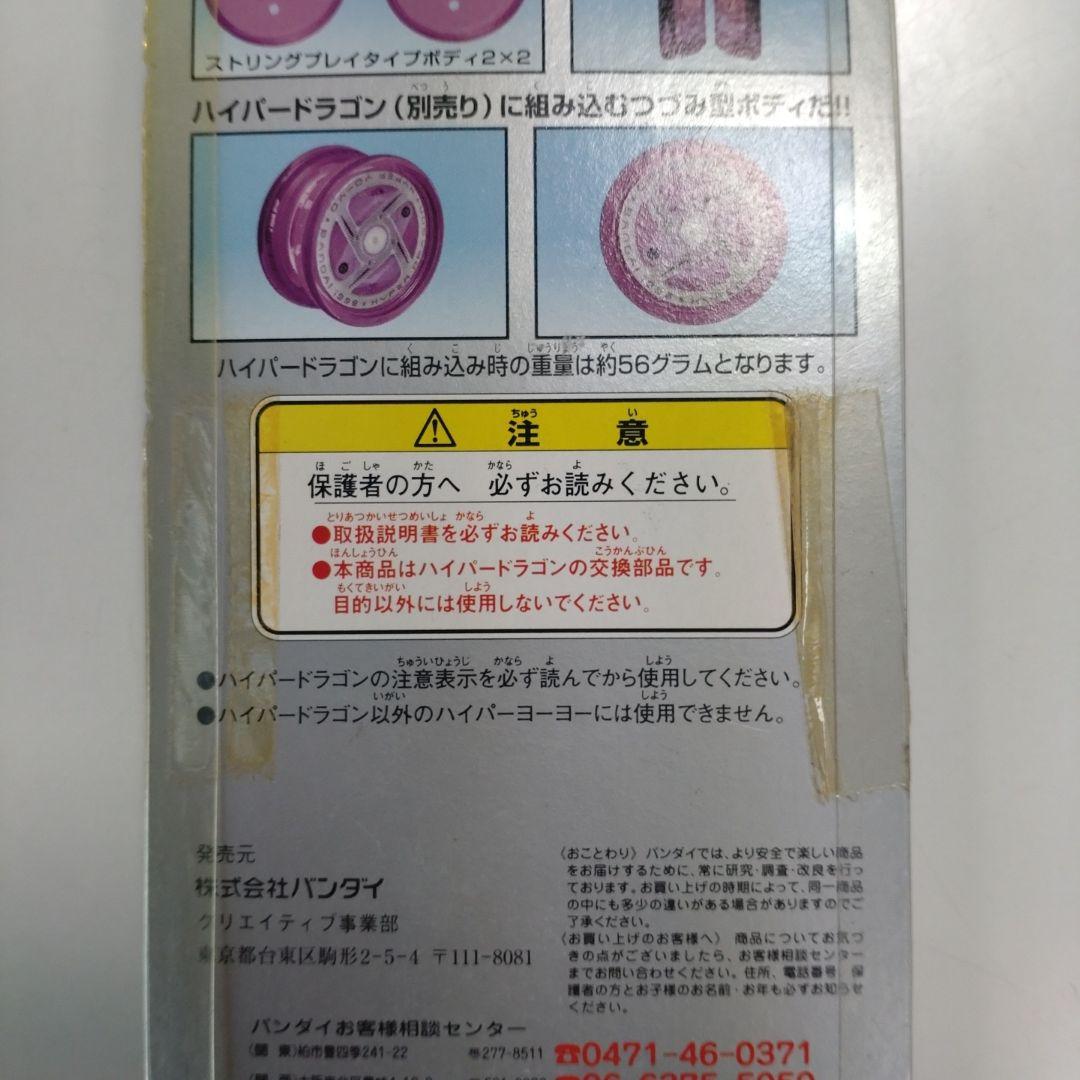 ストリングプレイタイプボディ2×2
ハイパードラゴン(別売り)に組み込むつづみ型ボディだ!!
ハイパードラゴンに組み込み時の重量は約56グラムとなります。
注意
保護者の方へ 必ずお読みください。
●取扱説明書を必ずお読みください。
●本商品はハイパードラゴンの交換部品です。
目的以外には使用しないでください。
●ハイパードラゴンの注意表示を必ず読んでから使用してください。
●ハイパードラゴン以外のハイパーヨーヨーには使用できません。
発売元
株式会社バンダイ
クリエイティブ事業部
東京都台東区駒形2-5-4 〒111-8081
〈おことわり〉 バンダイでは、より安全で楽しい商品
をお届けするために、常に研究・調査・改良を行っ
ております。お買い上げの時期によって、同一商品
の中にも多少の違いがある場合がありますのでご
了承ください。
〈お買い上げのお客様へ〉 商品についてお気づ
きの点がございましたら、お客様相談センター
までお問い合わせください。住所、電話番号、保
護者の方とお子様のお名前・お年も必ずお知らせ
ください。
バンダイお客様相談センター
(関 東)柏市豊四季241-22 〒277-8511 ☎0471-46-0371